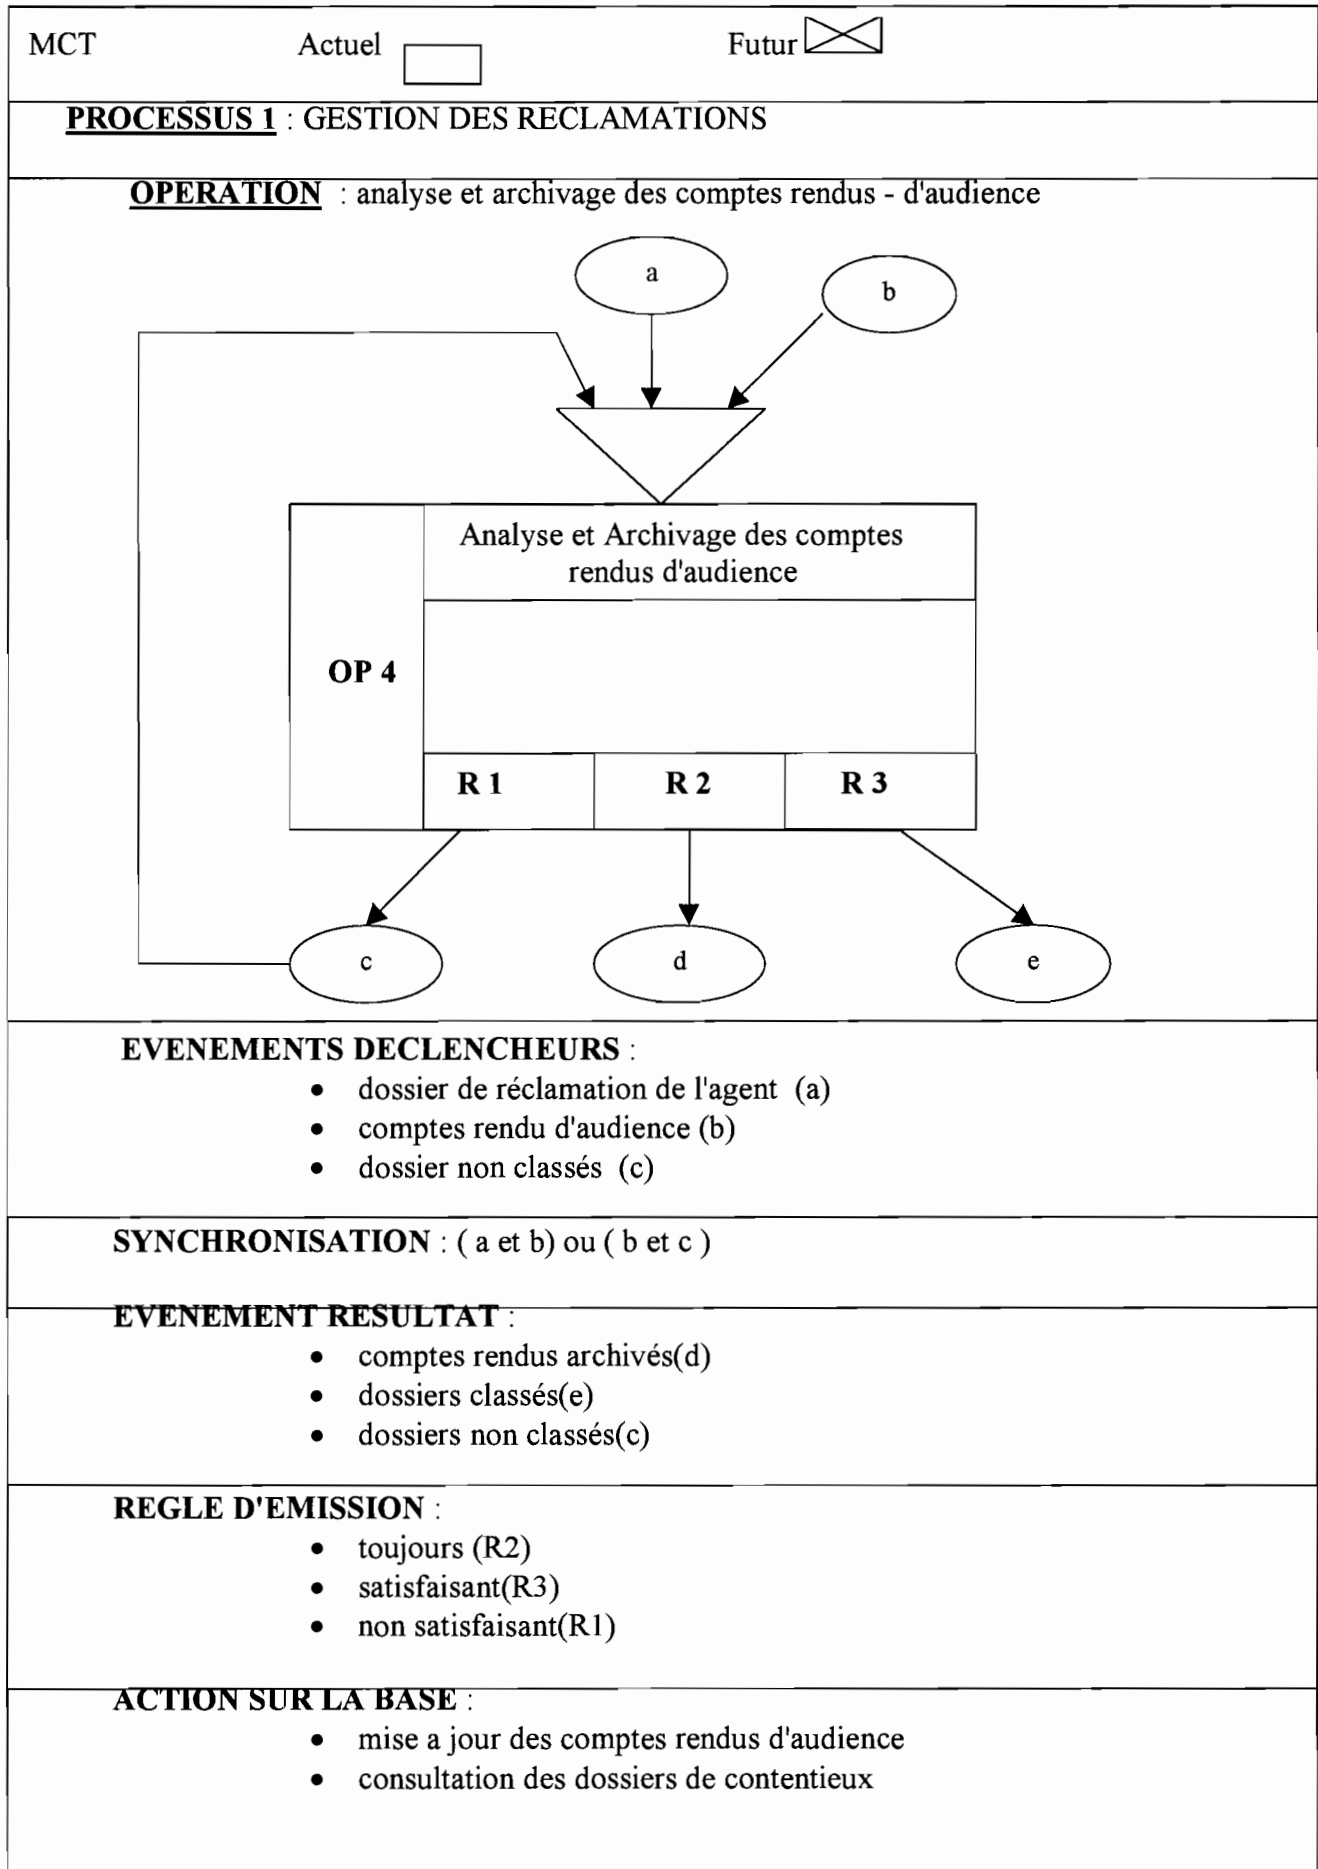 MCT Actuel Futur
PROCESSUS 1 : GESTION DES RECLAMATIONS
OPERATION : analyse et archivage des comptes rendus - d'audience
a
b
Analyse et Archivage des comptes
rendus d'audience
OP 4
R 1 R 2 R 3
c d e
EVENEMENTS DECLENCHEURS :
• dossier de réclamation de l'agent (a)
• comptes rendu d'audience (b)
• dossier non classés (c)
SYNCHRONISATION : ( a et b) ou ( b et c )
EVENEMENT RESULTAT :
• comptes rendus archivés(d)
• dossiers classés(e)
• dossiers non classés(c)
REGLE D'EMISSION :
• toujours (R2)
• satisfaisant(R3)
• non satisfaisant(R1)
ACTION SUR LA BASE :
• mise a jour des comptes rendus d'audience
• consultation des dossiers de contentieux